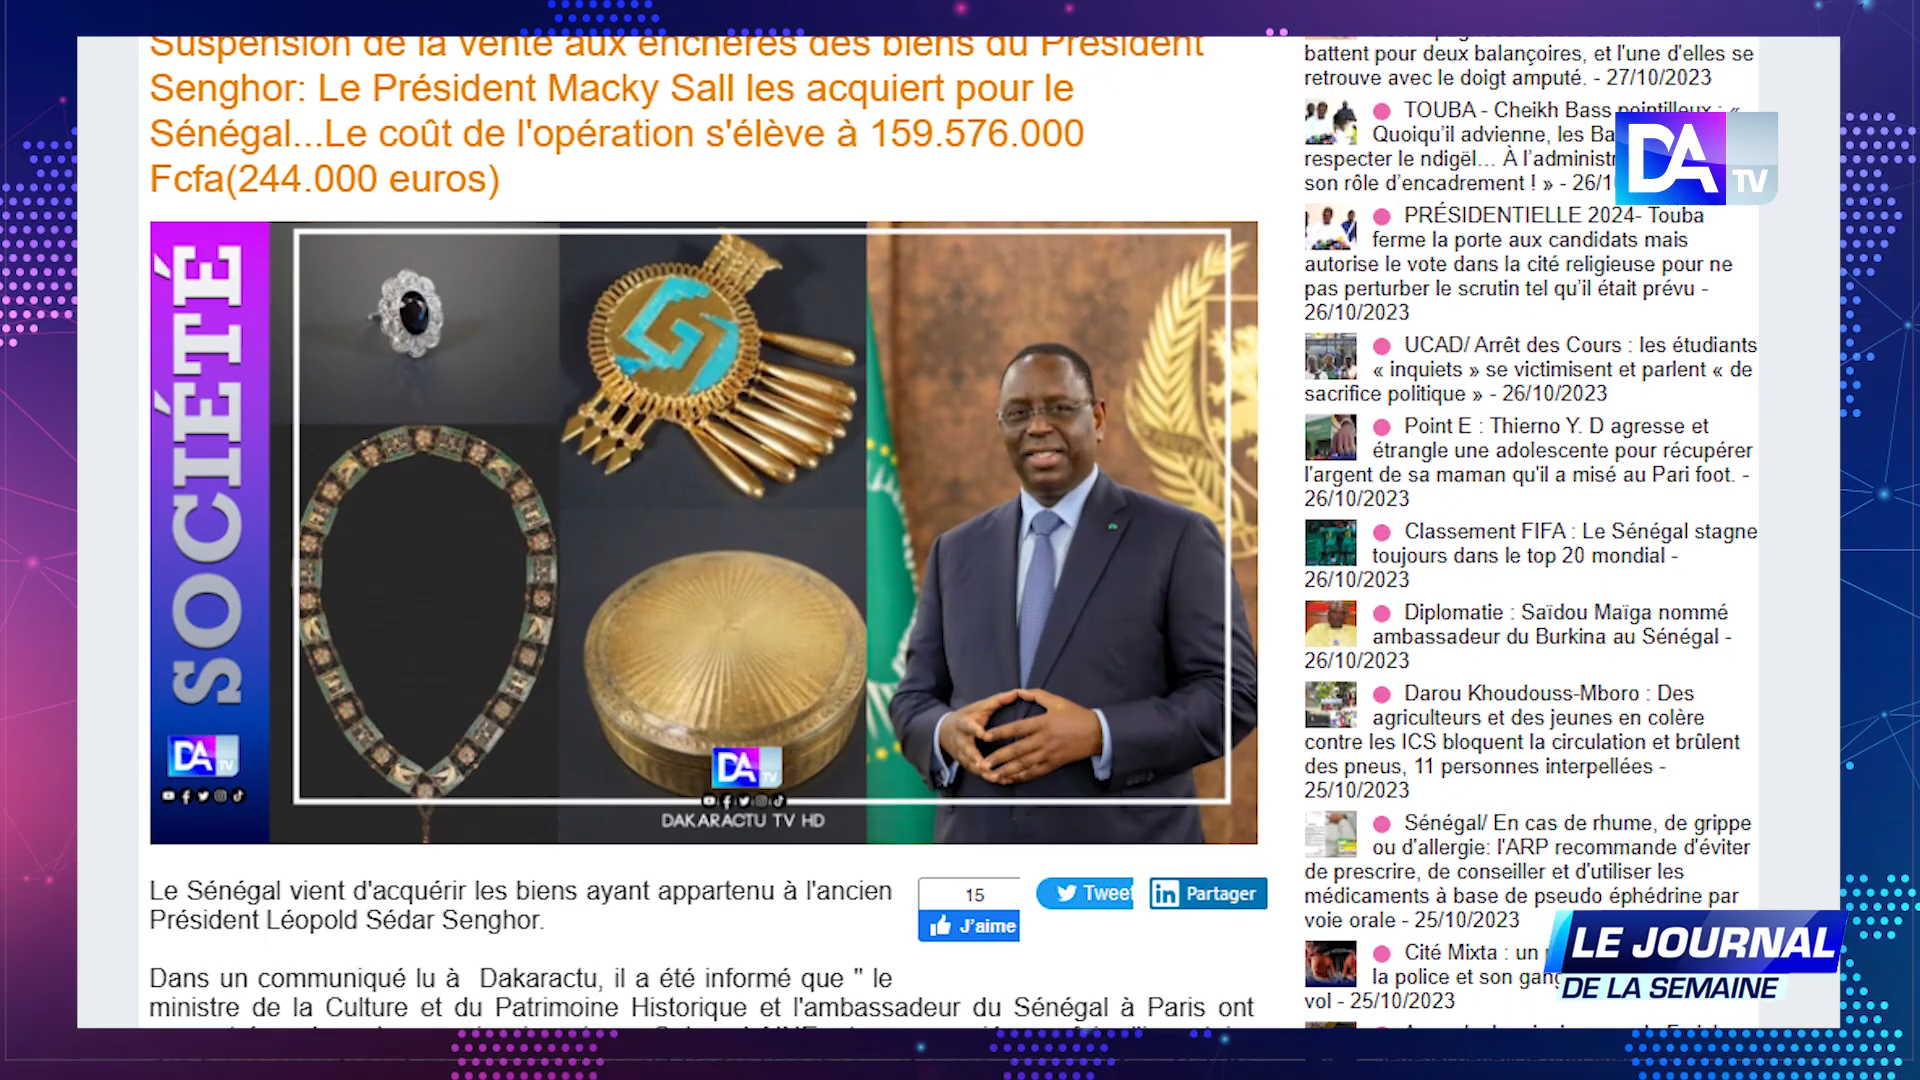 Suspension de la vente aux enchères des biens du Président
Senghor: Le Président Macky Sall les acquiert pour le
Sénégal...Le coût de l'opération s'élève à 159.576.000
Fcfa(244.000 euros)
SOCIÉTÉ
DA TV
DA TV
DAKARACTU TV HD
Le Sénégal vient d'acquérir les biens ayant appartenu à l'ancien
Président Léopold Sédar Senghor.
15
J'aime
Tweet
Partager
Dans un communiqué lu à Dakaractu, il a été informé que " le
ministre de la Culture et du Patrimoine Historique et l'ambassadeur du Sénégal à Paris ont
battent pour deux balançoires, et l'une d'elles se
retrouve avec le doigt amputé. - 27/10/2023
TOUBA - Cheikh Bass pointilleux : «
Quoiqu'il advienne, les
respecter le ndigël... À
son rôle d'encadrement ! » -
DA TV
PRÉSIDENTIELLE 2024- Touba
ferme la porte aux candidats mais
autorise le vote dans la cité religieuse pour ne
pas perturber le scrutin tel qu'il était prévu -
26/10/2023
UCAD/ Arrêt des Cours : les étudiants
« inquiets » se victimisent et parlent « de
sacrifice politique » - 26/10/2023
Point E : Thierno Y. D agresse et
étrangle une adolescente pour récupérer
l'argent de sa maman qu'il a misé au Pari foot. -
26/10/2023
Classement FIFA : Le Sénégal stagne
toujours dans le top 20 mondial -
26/10/2023
Diplomatie : Saïdou Maïga nommé
ambassadeur du Burkina au Sénégal -
26/10/2023
Darou Khoudouss-Mboro : Des
agriculteurs et des jeunes en colère
contre les ICS bloquent la circulation et brûlent
des pneus, 11 personnes interpellées -
25/10/2023
Sénégal/ En cas de rhume, de grippe
ou d'allergie: l'ARP recommande d'éviter
de prescrire, de conseiller et d'utiliser les
médicaments à base de pseudo éphédrine par
voie orale - 25/10/2023
Cité Mixta : un
la police et son
vol - 25/10/2023
LE JOURNAL
DE LA SEMAINE